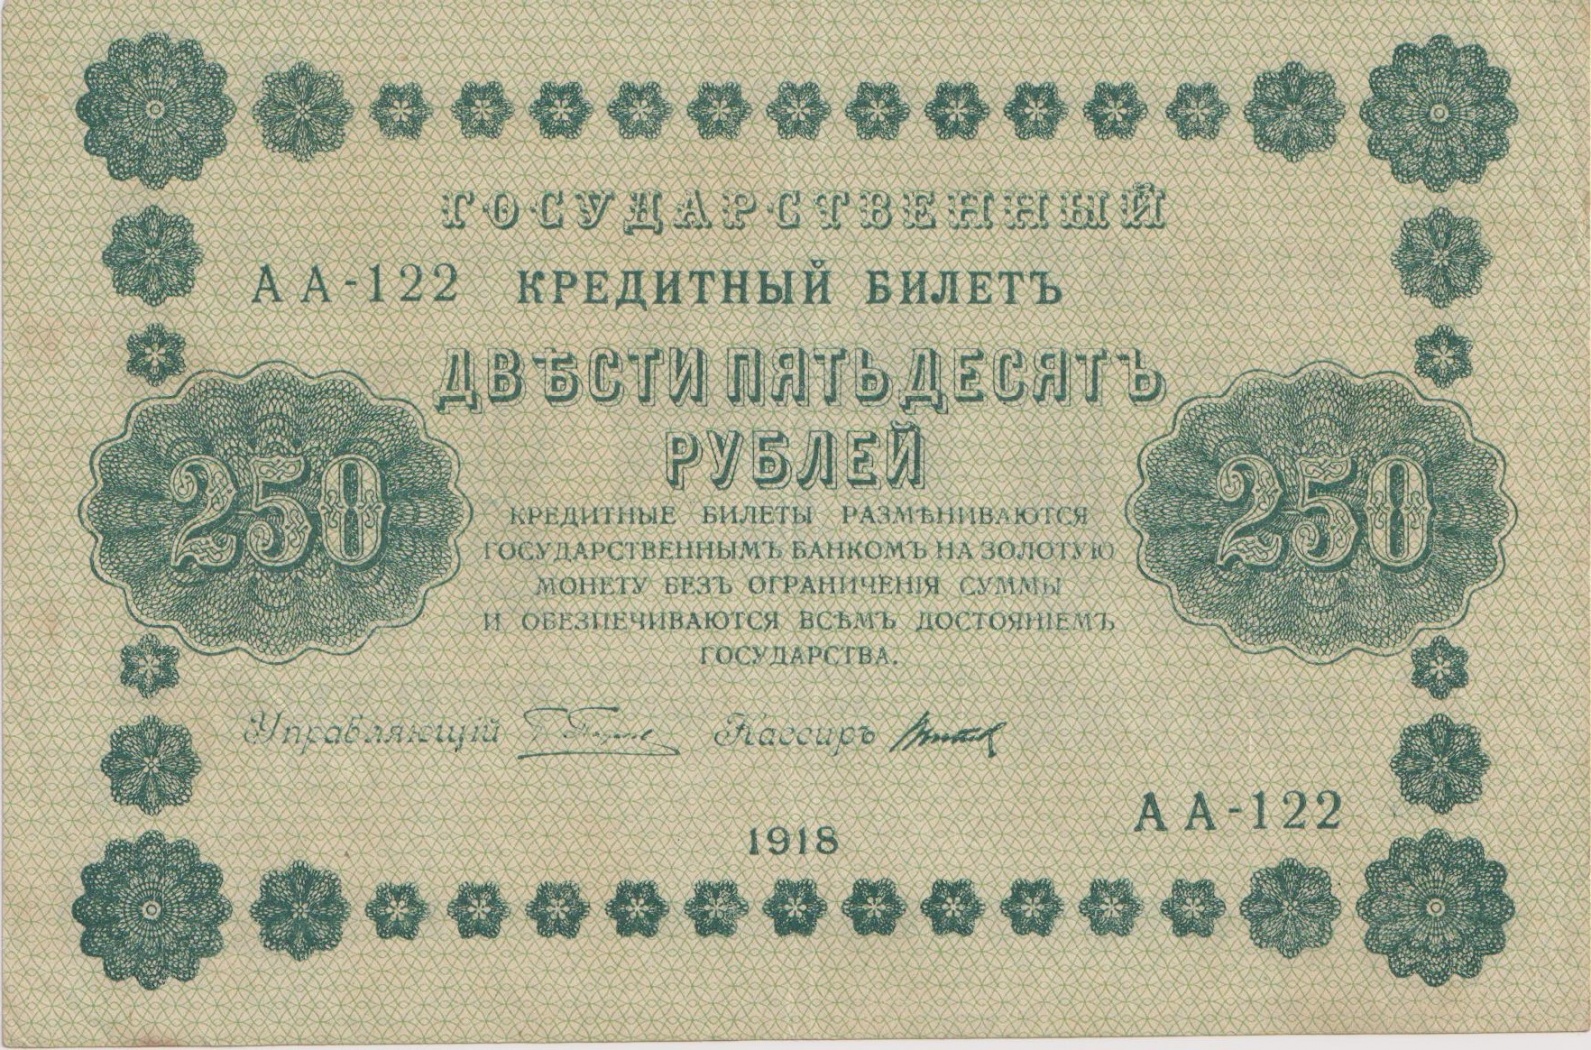 ГОСУДАРСТВЕННЫЙ
АА-122 КРЕДИТНЫЙ БИЛЕТЪ
ДВѢСТИ ПЯТЬДЕСЯТЪ
РУБЛЕЙ
250 250
КРЕДИТНЫЕ БИЛЕТЫ РАЗМѢНИВАЮТСЯ
ГОСУДАРСТВЕННЫМЪ БАНКОМЪ НА ЗОЛОТУЮ
МОНЕТУ БЕЗЪ ОГРАНИЧЕНІЯ СУММЫ
И ОБЕЗПЕЧИВАЮТСЯ ВСѢМЪ ДОСТОЯНІЕМЪ
ГОСУДАРСТВА.
Управляющій Кассиръ
АА-122
1918